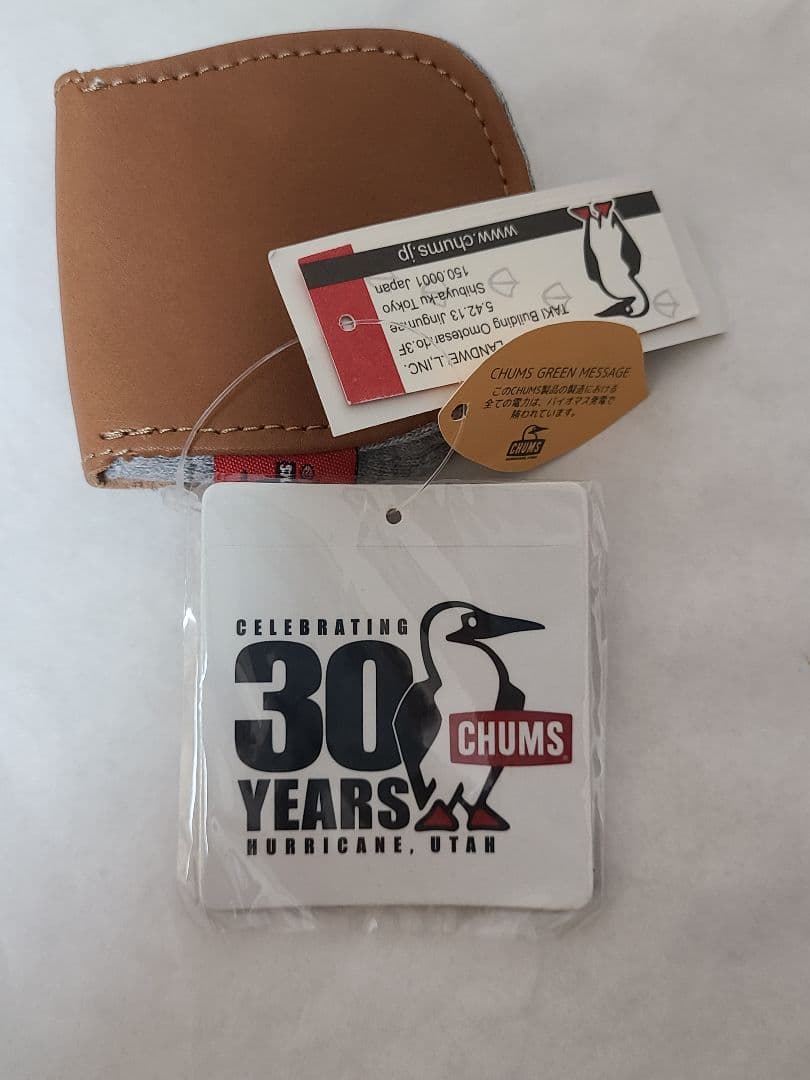 www.chums.jp
LANDWELL,INC.
TAKI Building Omotesando.3F
5.42.13 Jingumae
Shibuya-ku Tokyo
150.0001 Japan
CHUMS GREEN MESSAGE
このCHUMS製品の製造における
全ての電力は、バイオマス発電で
賄われています。
CHUMS
CELEBRATING
30
YEARS
CHUMS
HURRICANE, UTAH